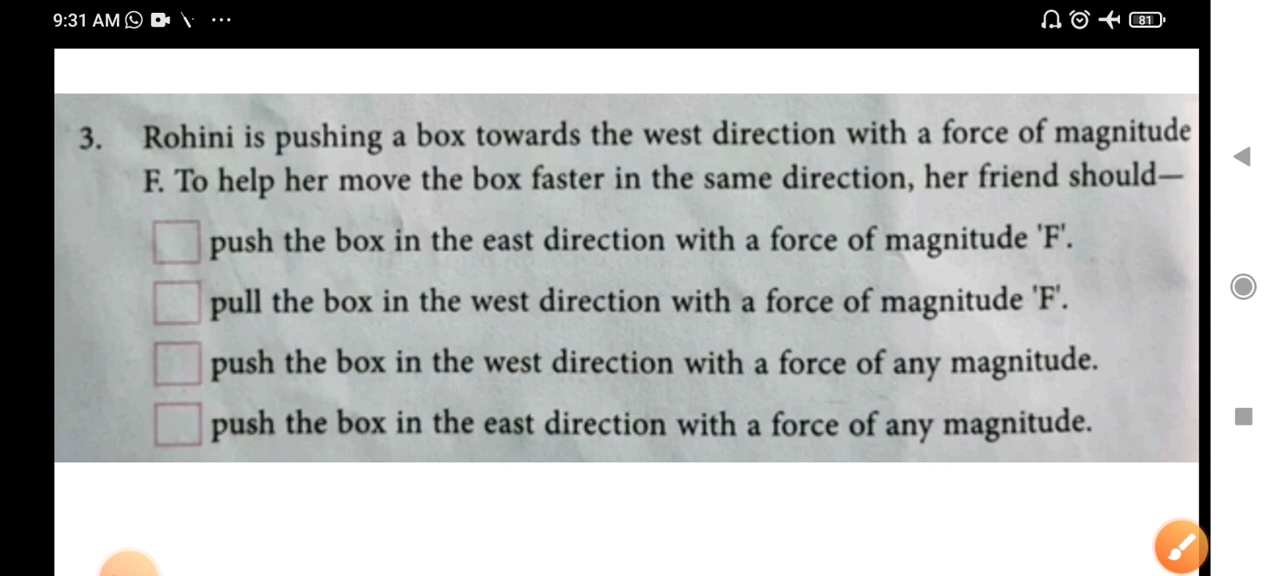 9:31 AM
81
3. Rohini is pushing a box towards the west direction with a force of magnitude
F. To help her move the box faster in the same direction, her friend should—
push the box in the east direction with a force of magnitude 'F'.
pull the box in the west direction with a force of magnitude 'F'.
push the box in the west direction with a force of any magnitude.
push the box in the east direction with a force of any magnitude.